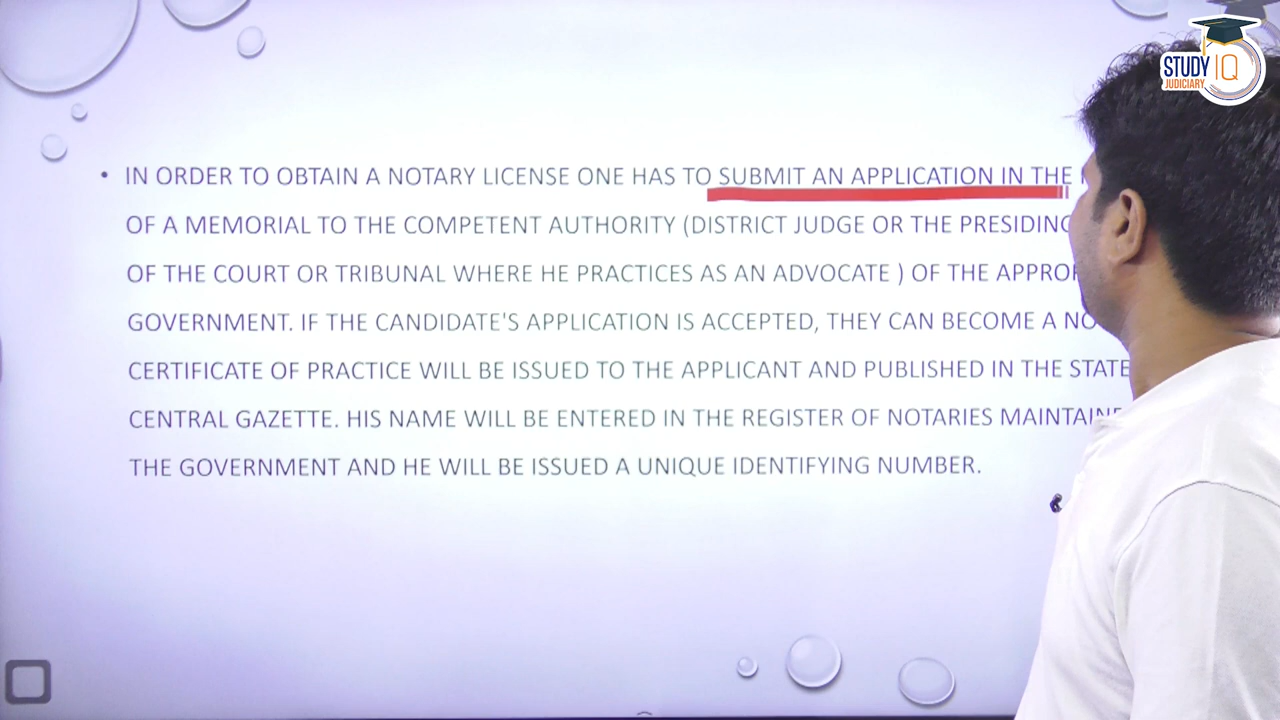 • IN ORDER TO OBTAIN A NOTARY LICENSE ONE HAS TO SUBMIT AN APPLICATION IN THE
OF A MEMORIAL TO THE COMPETENT AUTHORITY (DISTRICT JUDGE OR THE
OF THE COURT OR TRIBUNAL WHERE HE PRACTICES AS AN ADVOCATE ) OF THE
GOVERNMENT. IF THE CANDIDATE'S APPLICATION IS ACCEPTED, THEY CAN BECOME A
CERTIFICATE OF PRACTICE WILL BE ISSUED TO THE APPLICANT AND PUBLISHED IN THE STATE
CENTRAL GAZETTE. HIS NAME WILL BE ENTERED IN THE REGISTER OF NOTARIES
THE GOVERNMENT AND HE WILL BE ISSUED A UNIQUE IDENTIFYING NUMBER.
STUDY IQ
JUDICIARY